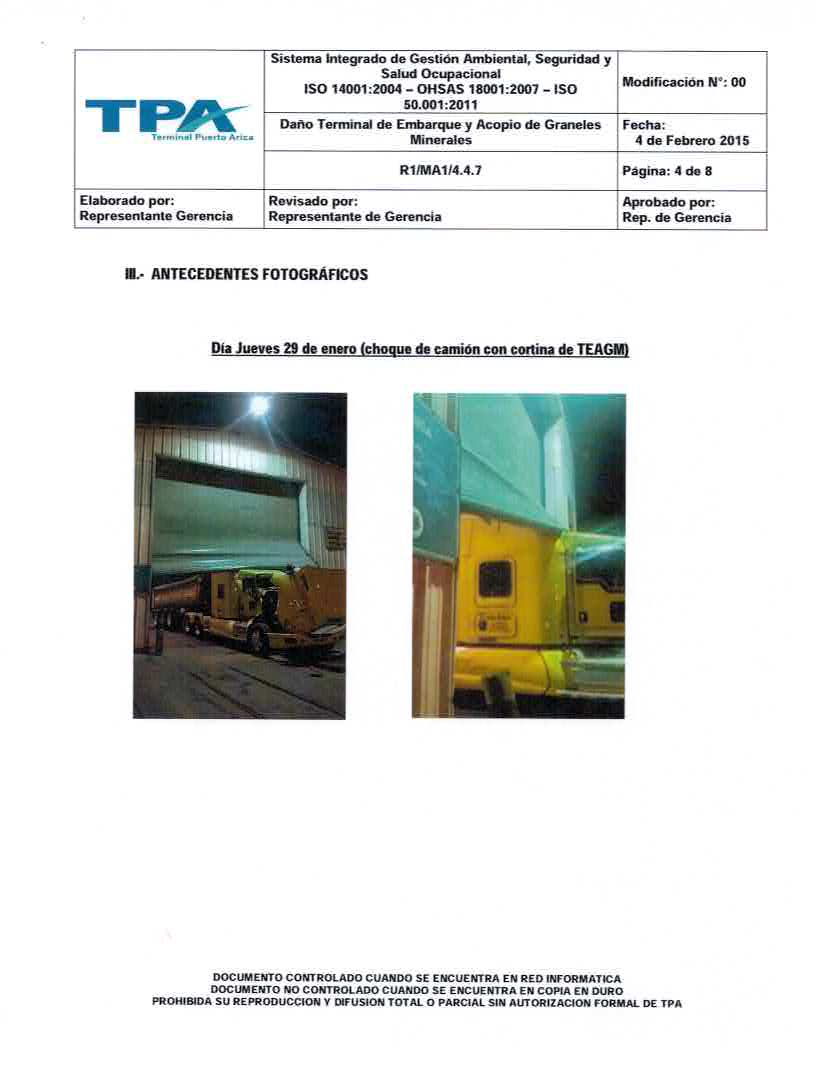 Sistema Integrado de Gestión Ambiental, Seguridad y
Salud Ocupacional
ISO 14001:2004 – OHSAS 18001:2007 – ISO
50.001:2011
Modificación N°: 00
TPA
Terminal Puerto Arica
Daño Terminal de Embarque y Acopio de Graneles
Minerales
Fecha:
4 de Febrero 2015
R1/MA1/4.4.7
Página: 4 de 8
Elaborado por:
Representante Gerencia
Revisado por:
Representante de Gerencia
Aprobado por:
Rep. de Gerencia
III.- ANTECEDENTES FOTOGRÁFICOS
Día Jueves 29 de enero (choque de camión con cortina de TEAGM)
DOCUMENTO CONTROLADO CUANDO SE ENCUENTRA EN RED INFORMATICA
DOCUMENTO NO CONTROLADO CUANDO SE ENCUENTRA EN COPIA EN DURO
PROHIBIDA SU REPRODUCCION Y DIFUSION TOTAL O PARCIAL SIN AUTORIZACION FORMAL DE TPA